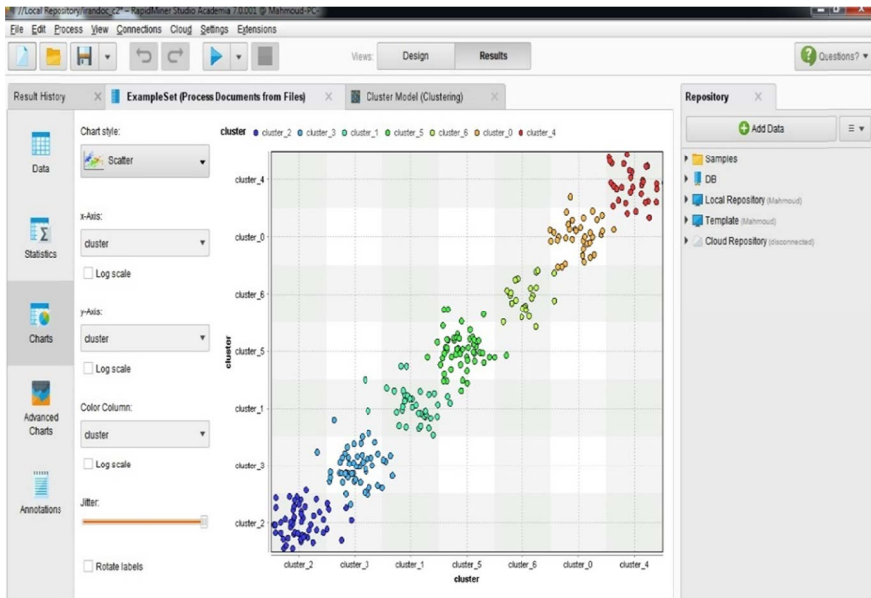 //Local Repository/irandoc_c2* – RapidMiner Studio Academia 7.0.001 @ Mahmoud-PC
File Edit Process View Connections Cloud Settings Extensions
Views: Design Results Questions?
Result History ExampleSet (Process Documents from Files) Cluster Model (Clustering) Repository
Data
Statistics
Charts
Advanced
Charts
Annotations
Chart style:
Scatter
x-Axis:
cluster
Log scale
y-Axis:
cluster
Log scale
Color Column:
cluster
Log scale
Jitter:
Rotate labels
cluster cluster_2 cluster_3 cluster_1 cluster_5 cluster_6 cluster_0 cluster_4
cluster_4
cluster_0
cluster_6
cluster_5
cluster_1
cluster_3
cluster_2
cluster
cluster_2 cluster_3 cluster_1 cluster_5 cluster_6 cluster_0 cluster_4
cluster
Add Data
Samples
DB
Local Repository (Mahmoud)
Template (Mahmoud)
Cloud Repository (disconnected)